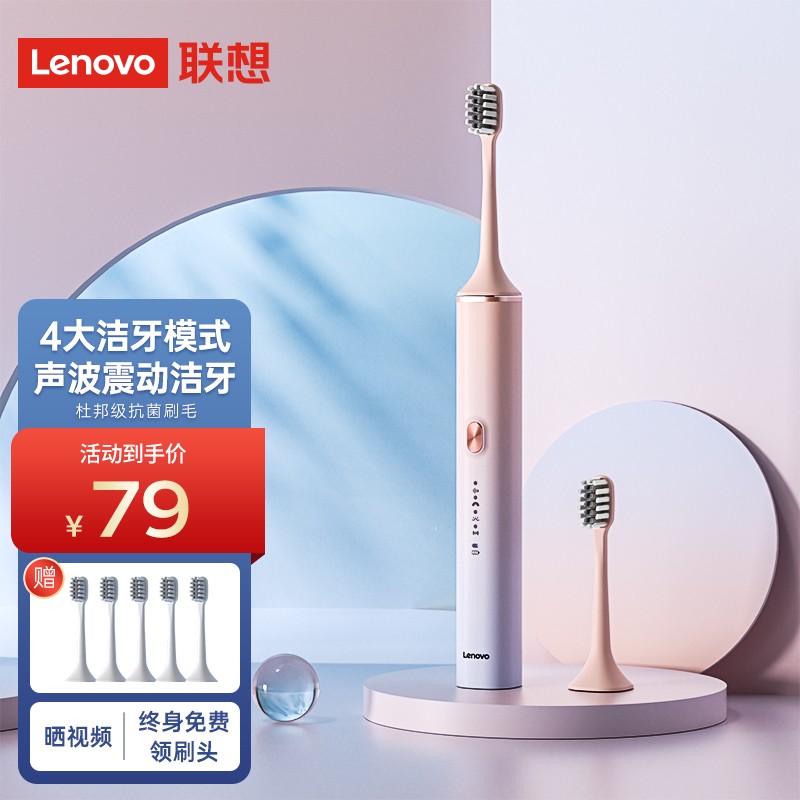 Lenovo 联想
4大洁牙模式
声波震动洁牙
杜邦级抗菌刷毛
活动到手价
¥79
赠
晒视频
终身免费
领刷头
Lenovo